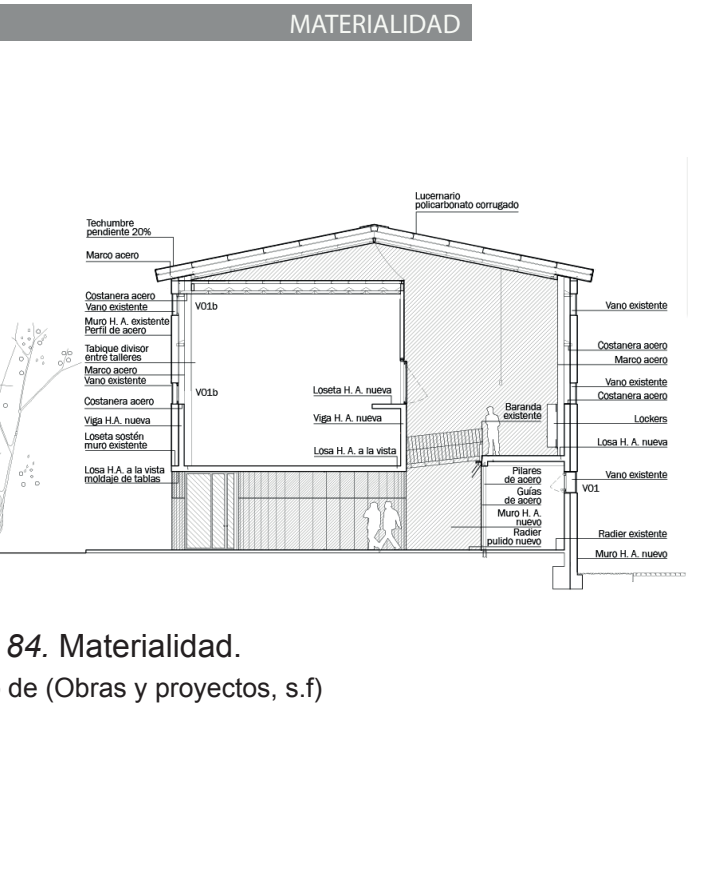 MATERIALIDAD
Lucernario
policarbonato corrugado
Techumbre
pendiente 20%
Marco acero
Costanera acero
Vano existente
Muro H. A. existente
Perfil de acero
Tabique divisor
entre talleres
Marco acero
Vano existente
Costanera acero
Viga H.A. nueva
Loseta sostén
muro existente
Losa H.A. a la vista
moldaje de tablas
V01b
V01b
Loseta H. A. nueva
Viga H. A. nueva
Losa H. A. a la vista
Baranda
existente
Pilares
de acero
Guías
de acero
Muro H. A.
nuevo
Radier
pulido nuevo
Vano existente
Costanera acero
Marco acero
Vano existente
Costanera acero
Lockers
Losa H. A. nueva
Vano existente
V01
Radier existente
Muro H. A. nuevo
84. Materialidad.
de (Obras y proyectos, s.f)